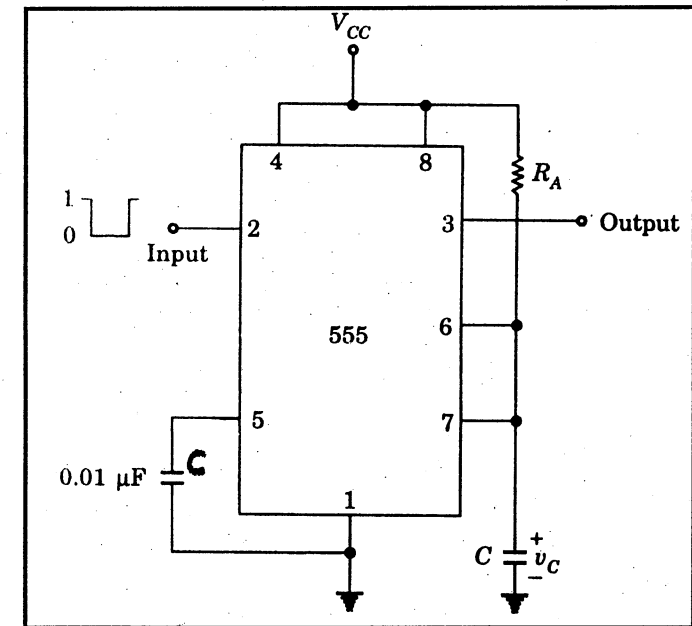 V_CC
4 8
R_A
1
0
Input
2
3
Output
6
555
5
7
0.01 μF C
1
C + v_C −